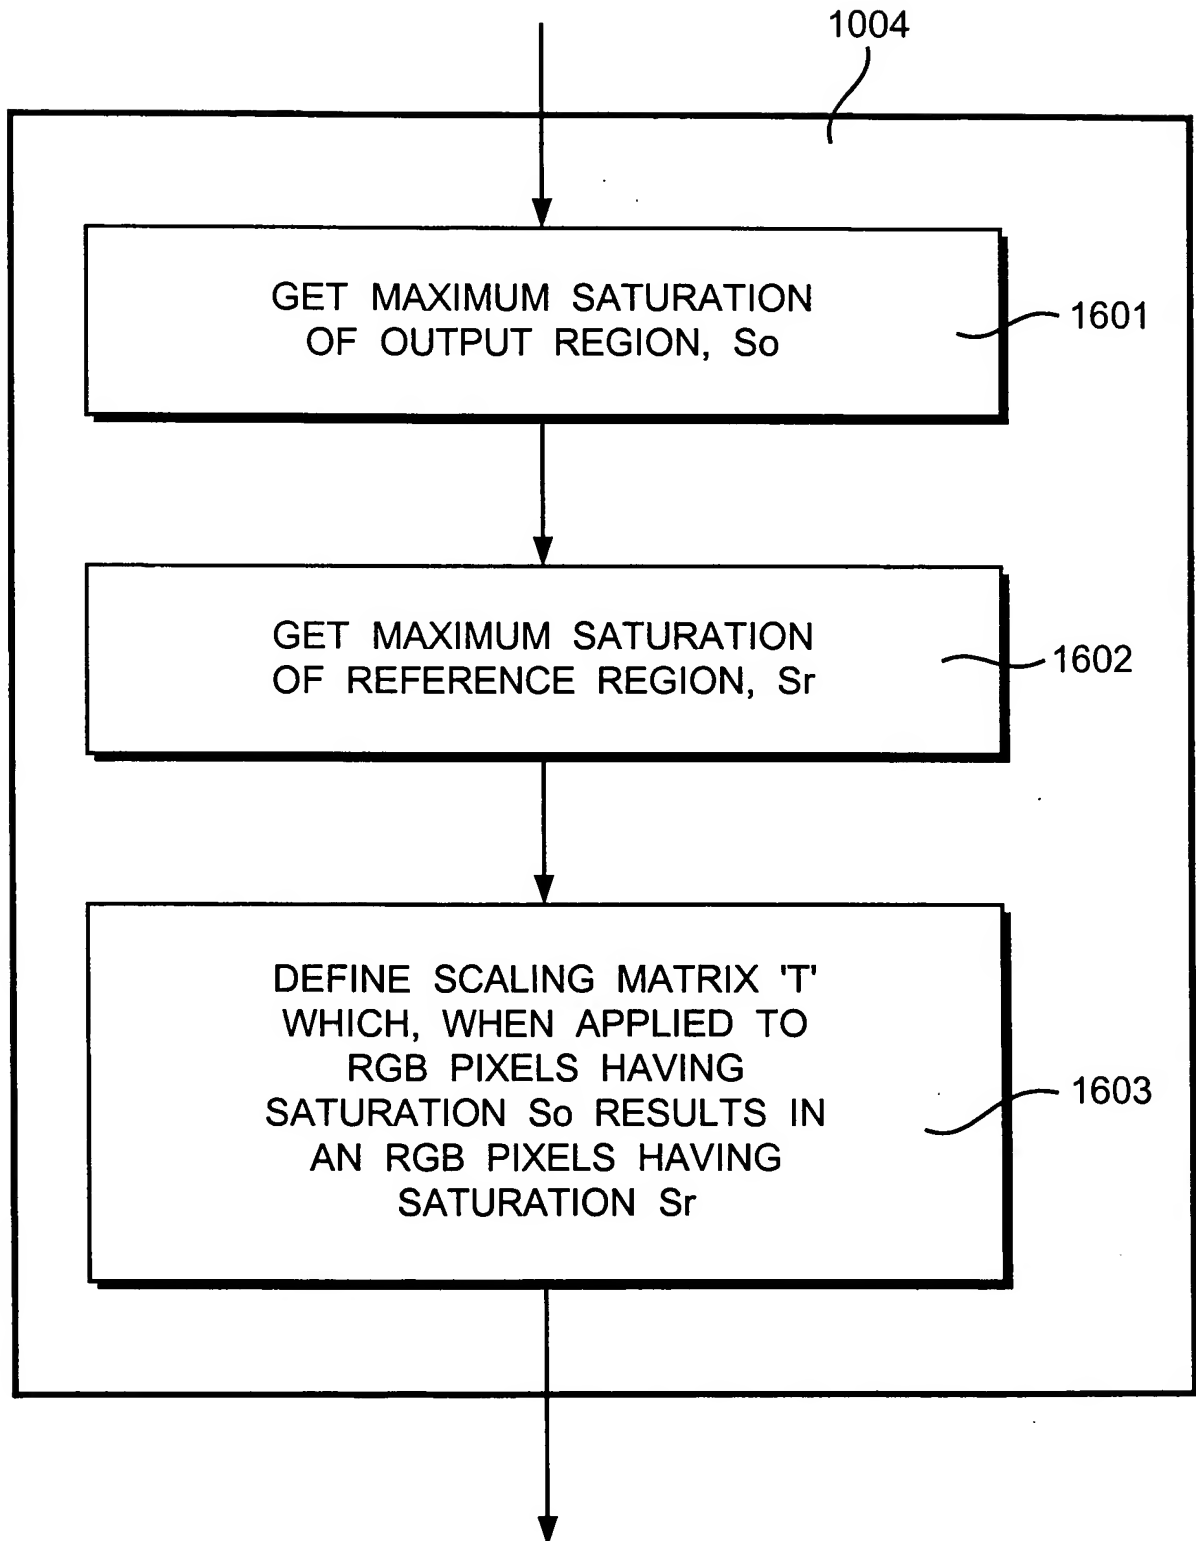 1004
GET MAXIMUM SATURATION
OF OUTPUT REGION, So
1601
GET MAXIMUM SATURATION
OF REFERENCE REGION, Sr
1602
DEFINE SCALING MATRIX 'T'
WHICH, WHEN APPLIED TO
RGB PIXELS HAVING
SATURATION So RESULTS IN
AN RGB PIXELS HAVING
SATURATION Sr
1603